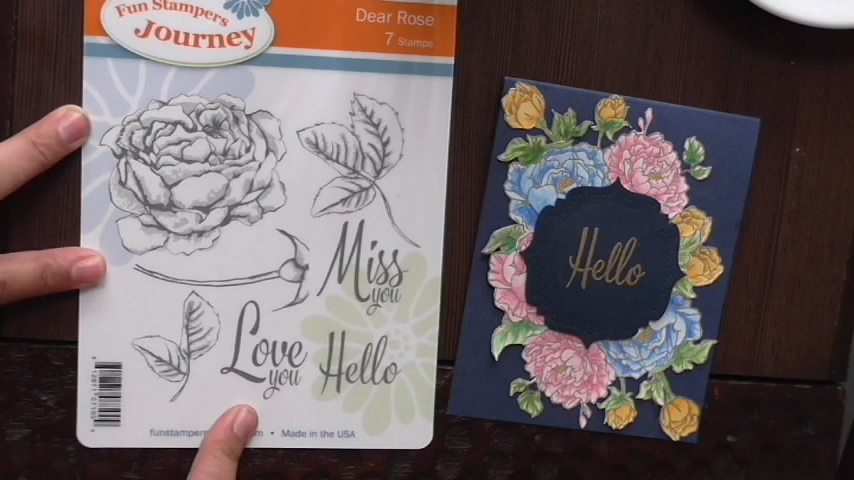 Fun Stampers
Journey
Dear Rose
7 Stamps
Miss
you
Love
you
Hello
Made in the USA
Hello